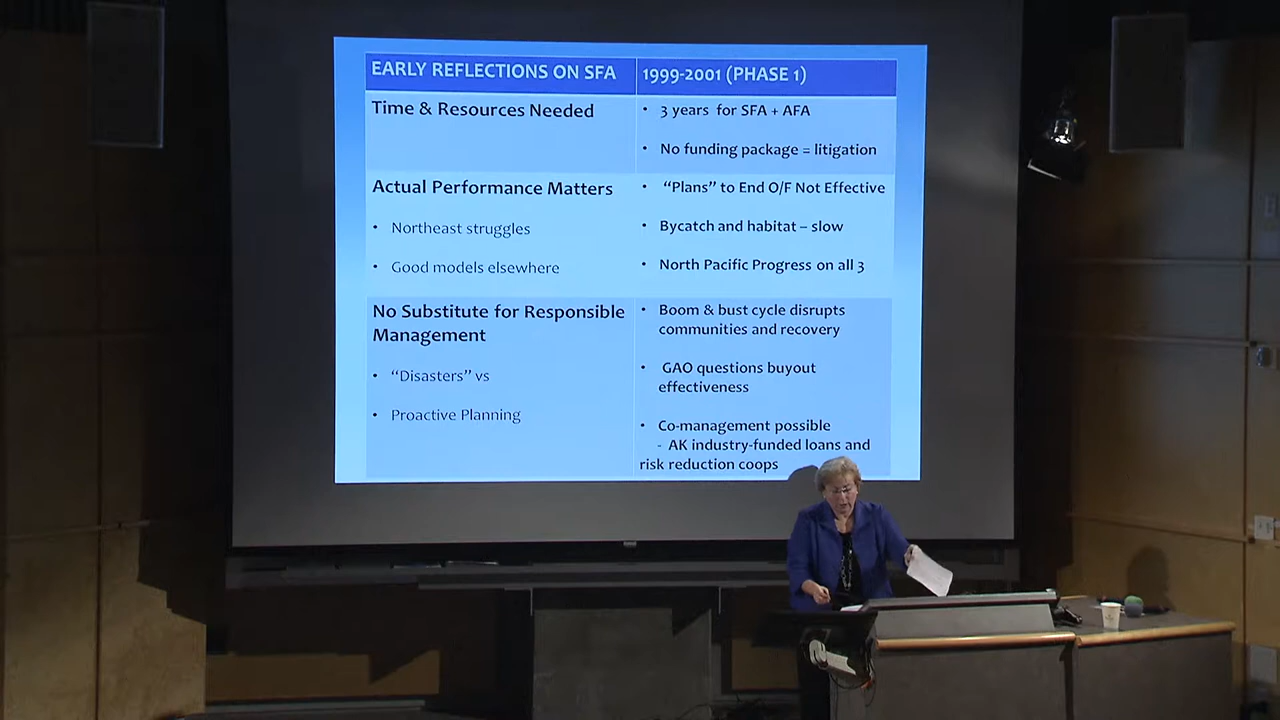 EARLY REFLECTIONS ON SFA
1999-2001 (PHASE 1)
Time & Resources Needed
• 3 years for SFA + AFA
• No funding package = litigation
Actual Performance Matters
• Northeast struggles
• Good models elsewhere
• “Plans” to End O/F Not Effective
• Bycatch and habitat – slow
• North Pacific Progress on all 3
No Substitute for Responsible
Management
• “Disasters” vs
• Proactive Planning
• Boom & bust cycle disrupts
communities and recovery
• GAO questions buyout
effectiveness
• Co-management possible
- AK industry-funded loans and
risk reduction coops